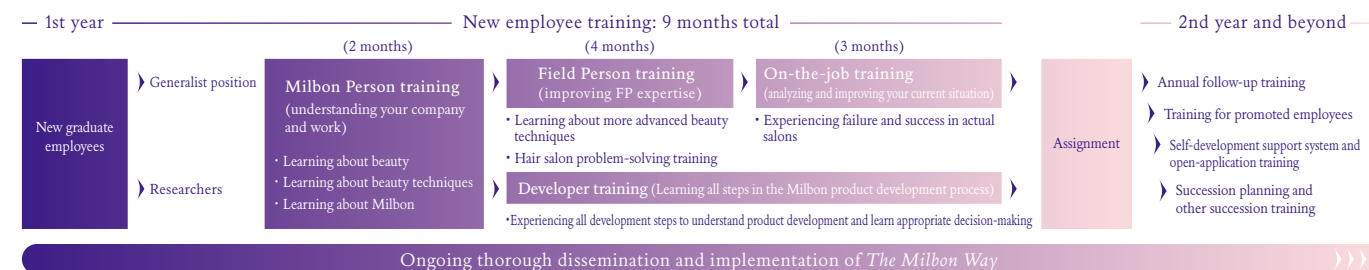 1st year
New employee training: 9 months total
2nd year and beyond
(2 months)
(4 months)
(3 months)
New graduate
employees
Generalist position
Researchers
Milbon Person training
(understanding your company
and work)
・Learning about beauty
・Learning about beauty techniques
・Learning about Milbon
Field Person training
(improving FP expertise)
・Learning about more advanced beauty
techniques
・Hair salon problem-solving training
On-the-job training
(analyzing and improving your current situation)
・Experiencing failure and success in actual
salons
Developer training (Learning all steps in the Milbon product development process)
・Experiencing all development steps to understand product development and learn appropriate decision-making
Assignment
Annual follow-up training
Training for promoted employees
Self-development support system and
open-application training
Succession planning and
other succession training
Ongoing thorough dissemination and implementation of The Milbon Way